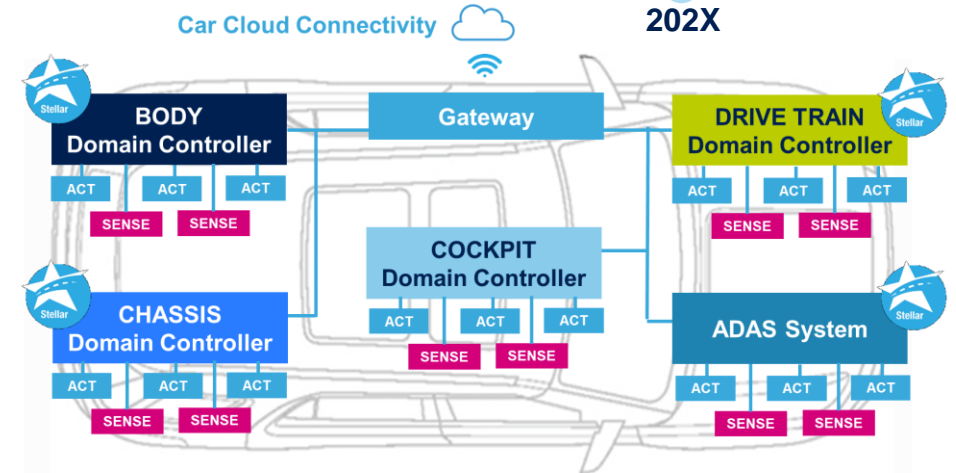 Car Cloud Connectivity
202X
Stellar
BODY
Domain Controller
ACT
ACT
ACT
SENSE
SENSE
Gateway
DRIVE TRAIN
Domain Controller
Stellar
ACT
ACT
ACT
SENSE
SENSE
COCKPIT
Domain Controller
ACT
ACT
ACT
SENSE
SENSE
Stellar
CHASSIS
Domain Controller
ACT
ACT
ACT
SENSE
SENSE
ADAS System
Stellar
ACT
ACT
ACT
SENSE
SENSE